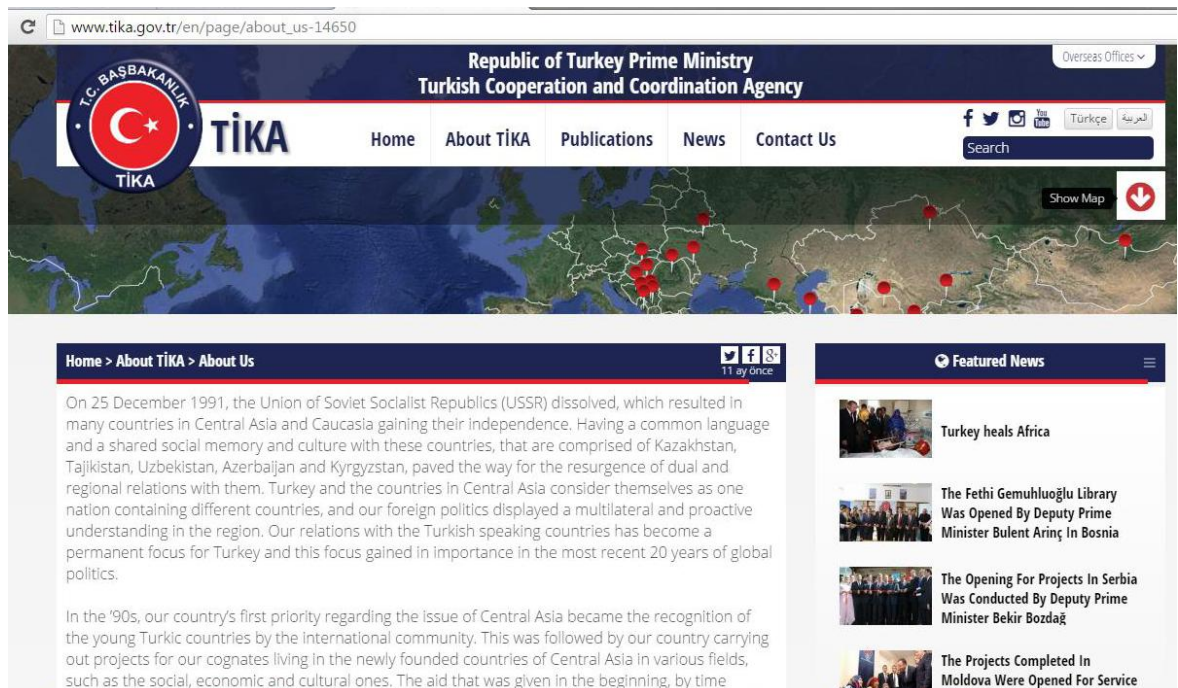 www.tika.gov.tr/en/page/about_us-14650
Republic of Turkey Prime Ministry
Turkish Cooperation and Coordination Agency
Overseas Offices
T.C. BAŞBAKANLIK
TİKA
TİKA
Home About TİKA Publications News Contact Us
You Tube
Türkçe العربية
Search
Show Map
Home > About TİKA > About Us
11 ay önce
On 25 December 1991, the Union of Soviet Socialist Republics (USSR) dissolved, which resulted in
many countries in Central Asia and Caucasia gaining their independence. Having a common language
and a shared social memory and culture with these countries, that are comprised of Kazakhstan,
Tajikistan, Uzbekistan, Azerbaijan and Kyrgyzstan, paved the way for the resurgence of dual and
regional relations with them. Turkey and the countries in Central Asia consider themselves as one
nation containing different countries, and our foreign politics displayed a multilateral and proactive
understanding in the region. Our relations with the Turkish speaking countries has become a
permanent focus for Turkey and this focus gained in importance in the most recent 20 years of global
politics.
In the '90s, our country's first priority regarding the issue of Central Asia became the recognition of
the young Turkic countries by the international community. This was followed by our country carrying
out projects for our cognates living in the newly founded countries of Central Asia in various fields,
such as the social, economic and cultural ones. The aid that was given in the beginning, by time
Featured News
Turkey heals Africa
The Fethi Gemuhluoğlu Library
Was Opened By Deputy Prime
Minister Bulent Arinç In Bosnia
The Opening For Projects In Serbia
Was Conducted By Deputy Prime
Minister Bekir Bozdağ
The Projects Completed In
Moldova Were Opened For Service